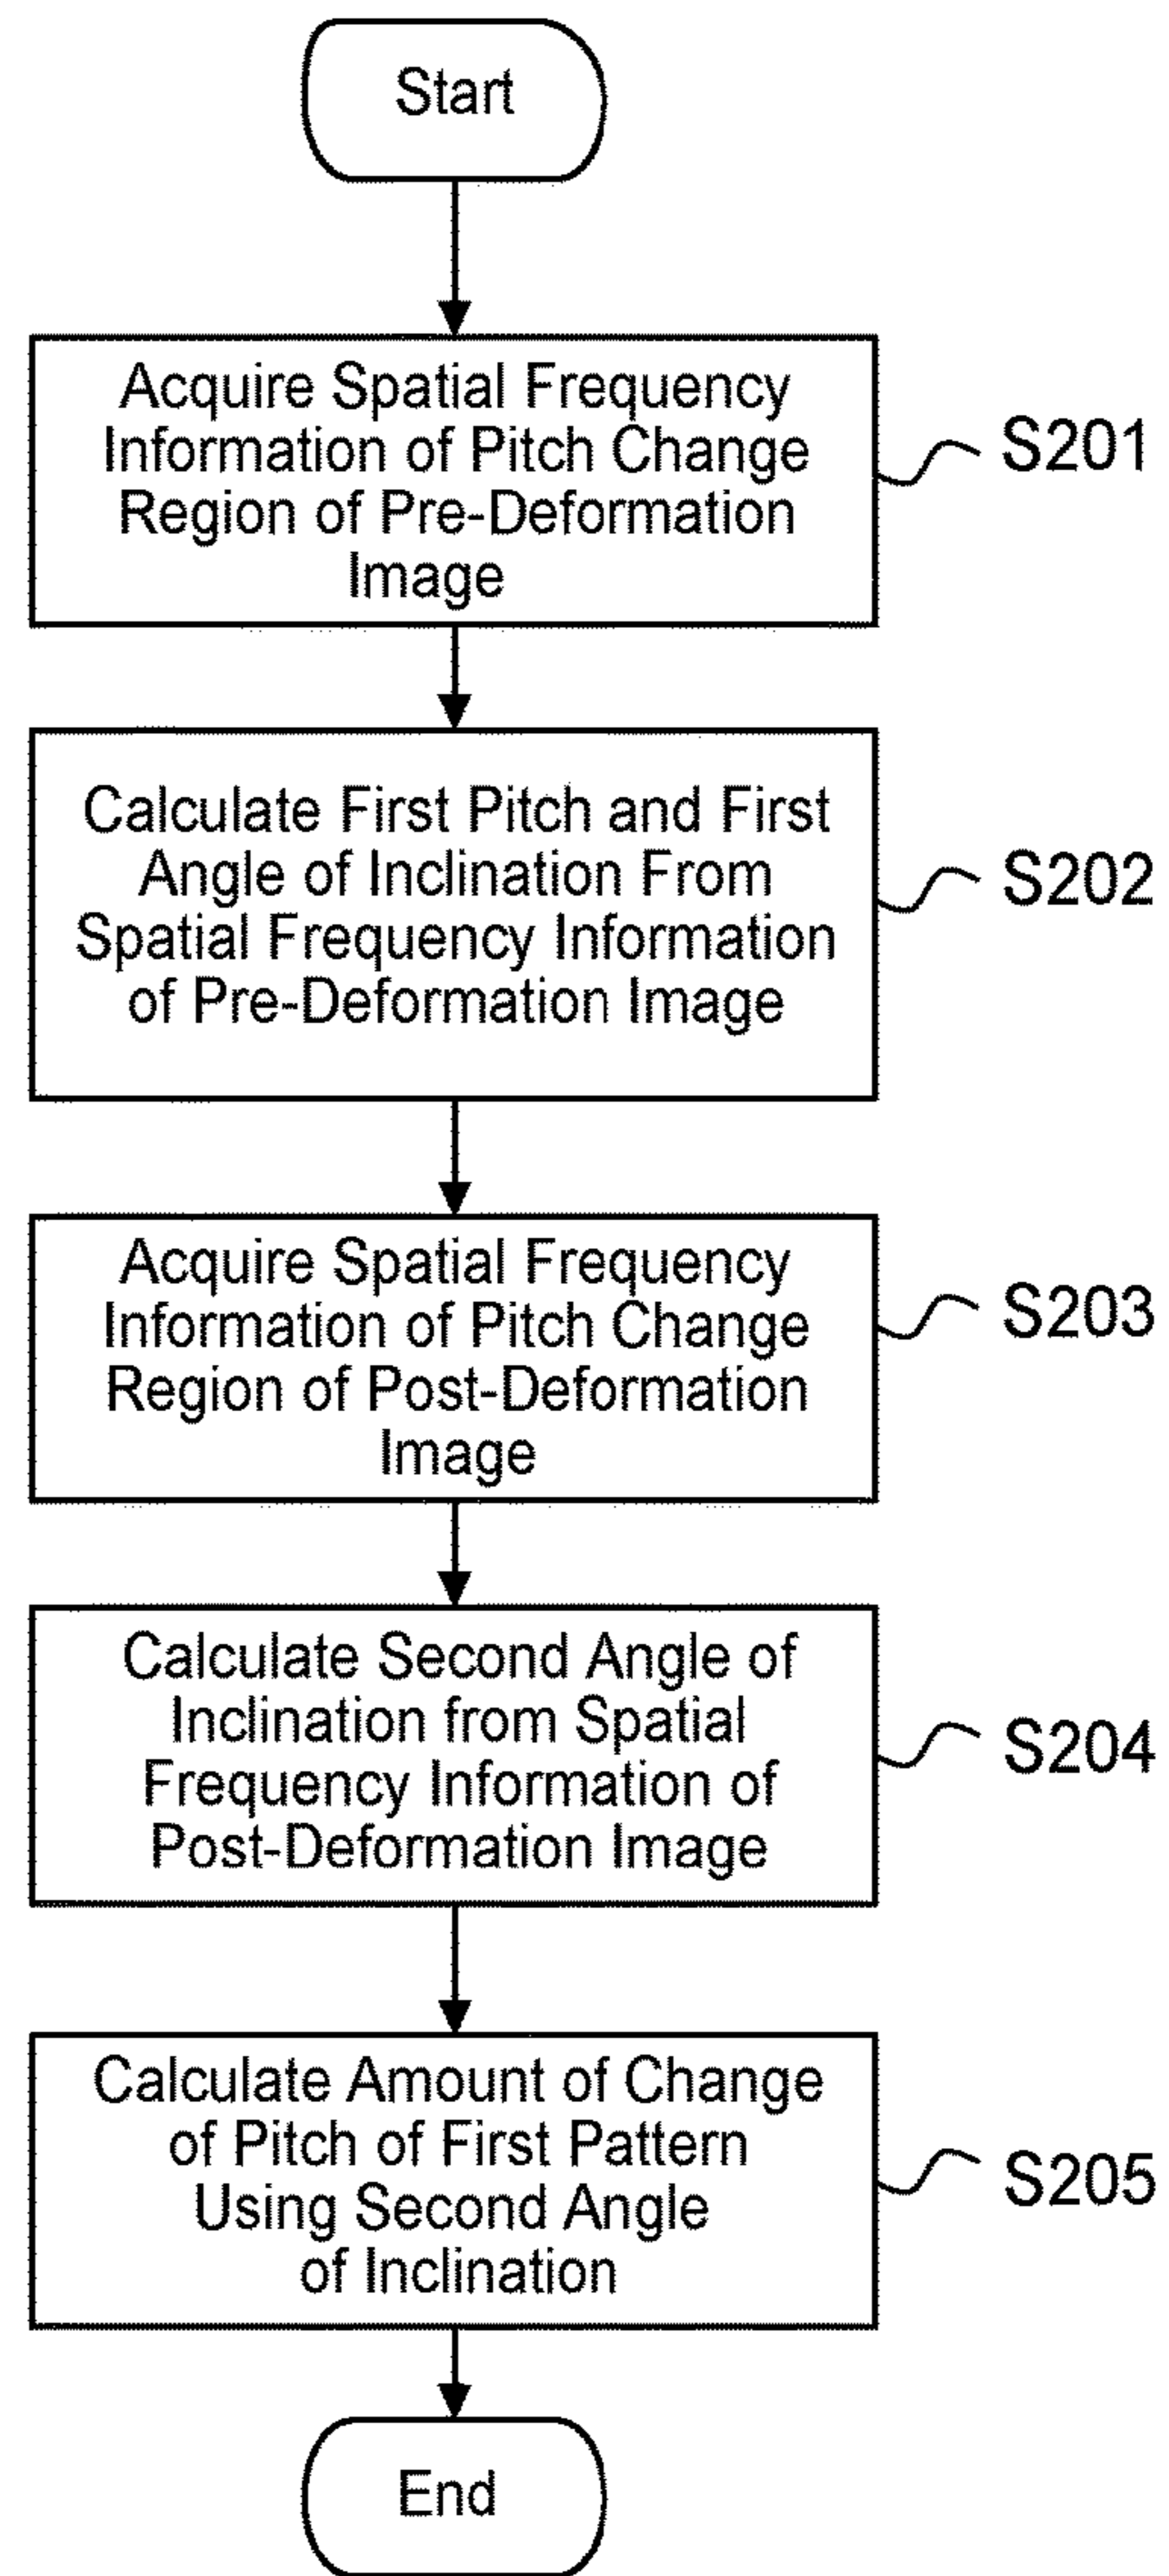 Start
Acquire Spatial Frequency
Information of Pitch Change
Region of Pre-Deformation
Image
S201
Calculate First Pitch and First
Angle of Inclination From
Spatial Frequency Information
of Pre-Deformation Image
S202
Acquire Spatial Frequency
Information of Pitch Change
Region of Post-Deformation
Image
S203
Calculate Second Angle of
Inclination from Spatial
Frequency Information of
Post-Deformation Image
S204
Calculate Amount of Change
of Pitch of First Pattern
Using Second Angle
of Inclination
S205
End